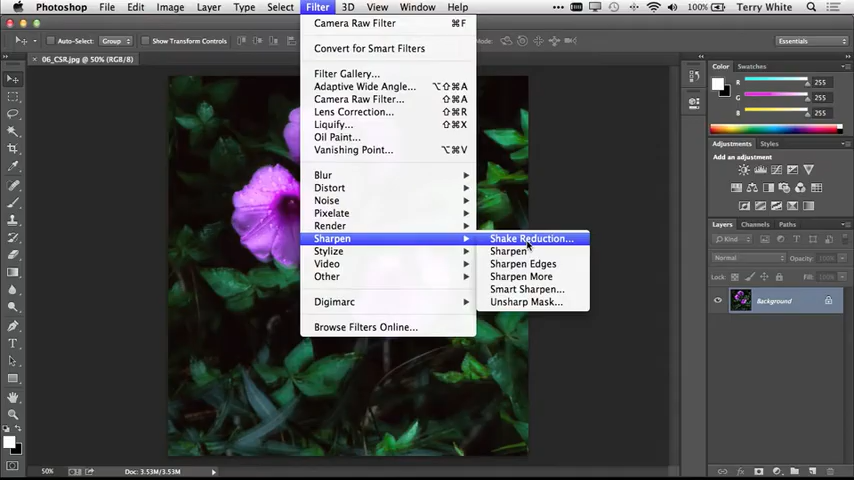 Photoshop File Edit Image Layer Type Select Filter 3D View Window Help 100% Terry White
Auto-Select: Group Show Transform Controls Essentials
06_CSR.jpg @ 50% (RGB/8)
Camera Raw Filter ⌘F
Convert for Smart Filters
Filter Gallery...
Adaptive Wide Angle... ⌥⇧⌘A
Camera Raw Filter... ⇧⌘A
Lens Correction... ⇧⌘R
Liquify... ⇧⌘X
Oil Paint...
Vanishing Point... ⌥⌘V
Blur
Distort
Noise
Pixelate
Render
Sharpen
Stylize
Video
Other
Digimarc
Browse Filters Online...
Shake Reduction...
Sharpen
Sharpen Edges
Sharpen More
Smart Sharpen...
Unsharp Mask...
Color Swatches
R 255
G 255
B 255
Adjustments Styles
Add an adjustment
Layers Channels Paths
Kind
Normal Opacity:
Lock: Fill: 100%
Background
50% Doc: 3.53M/3.53M